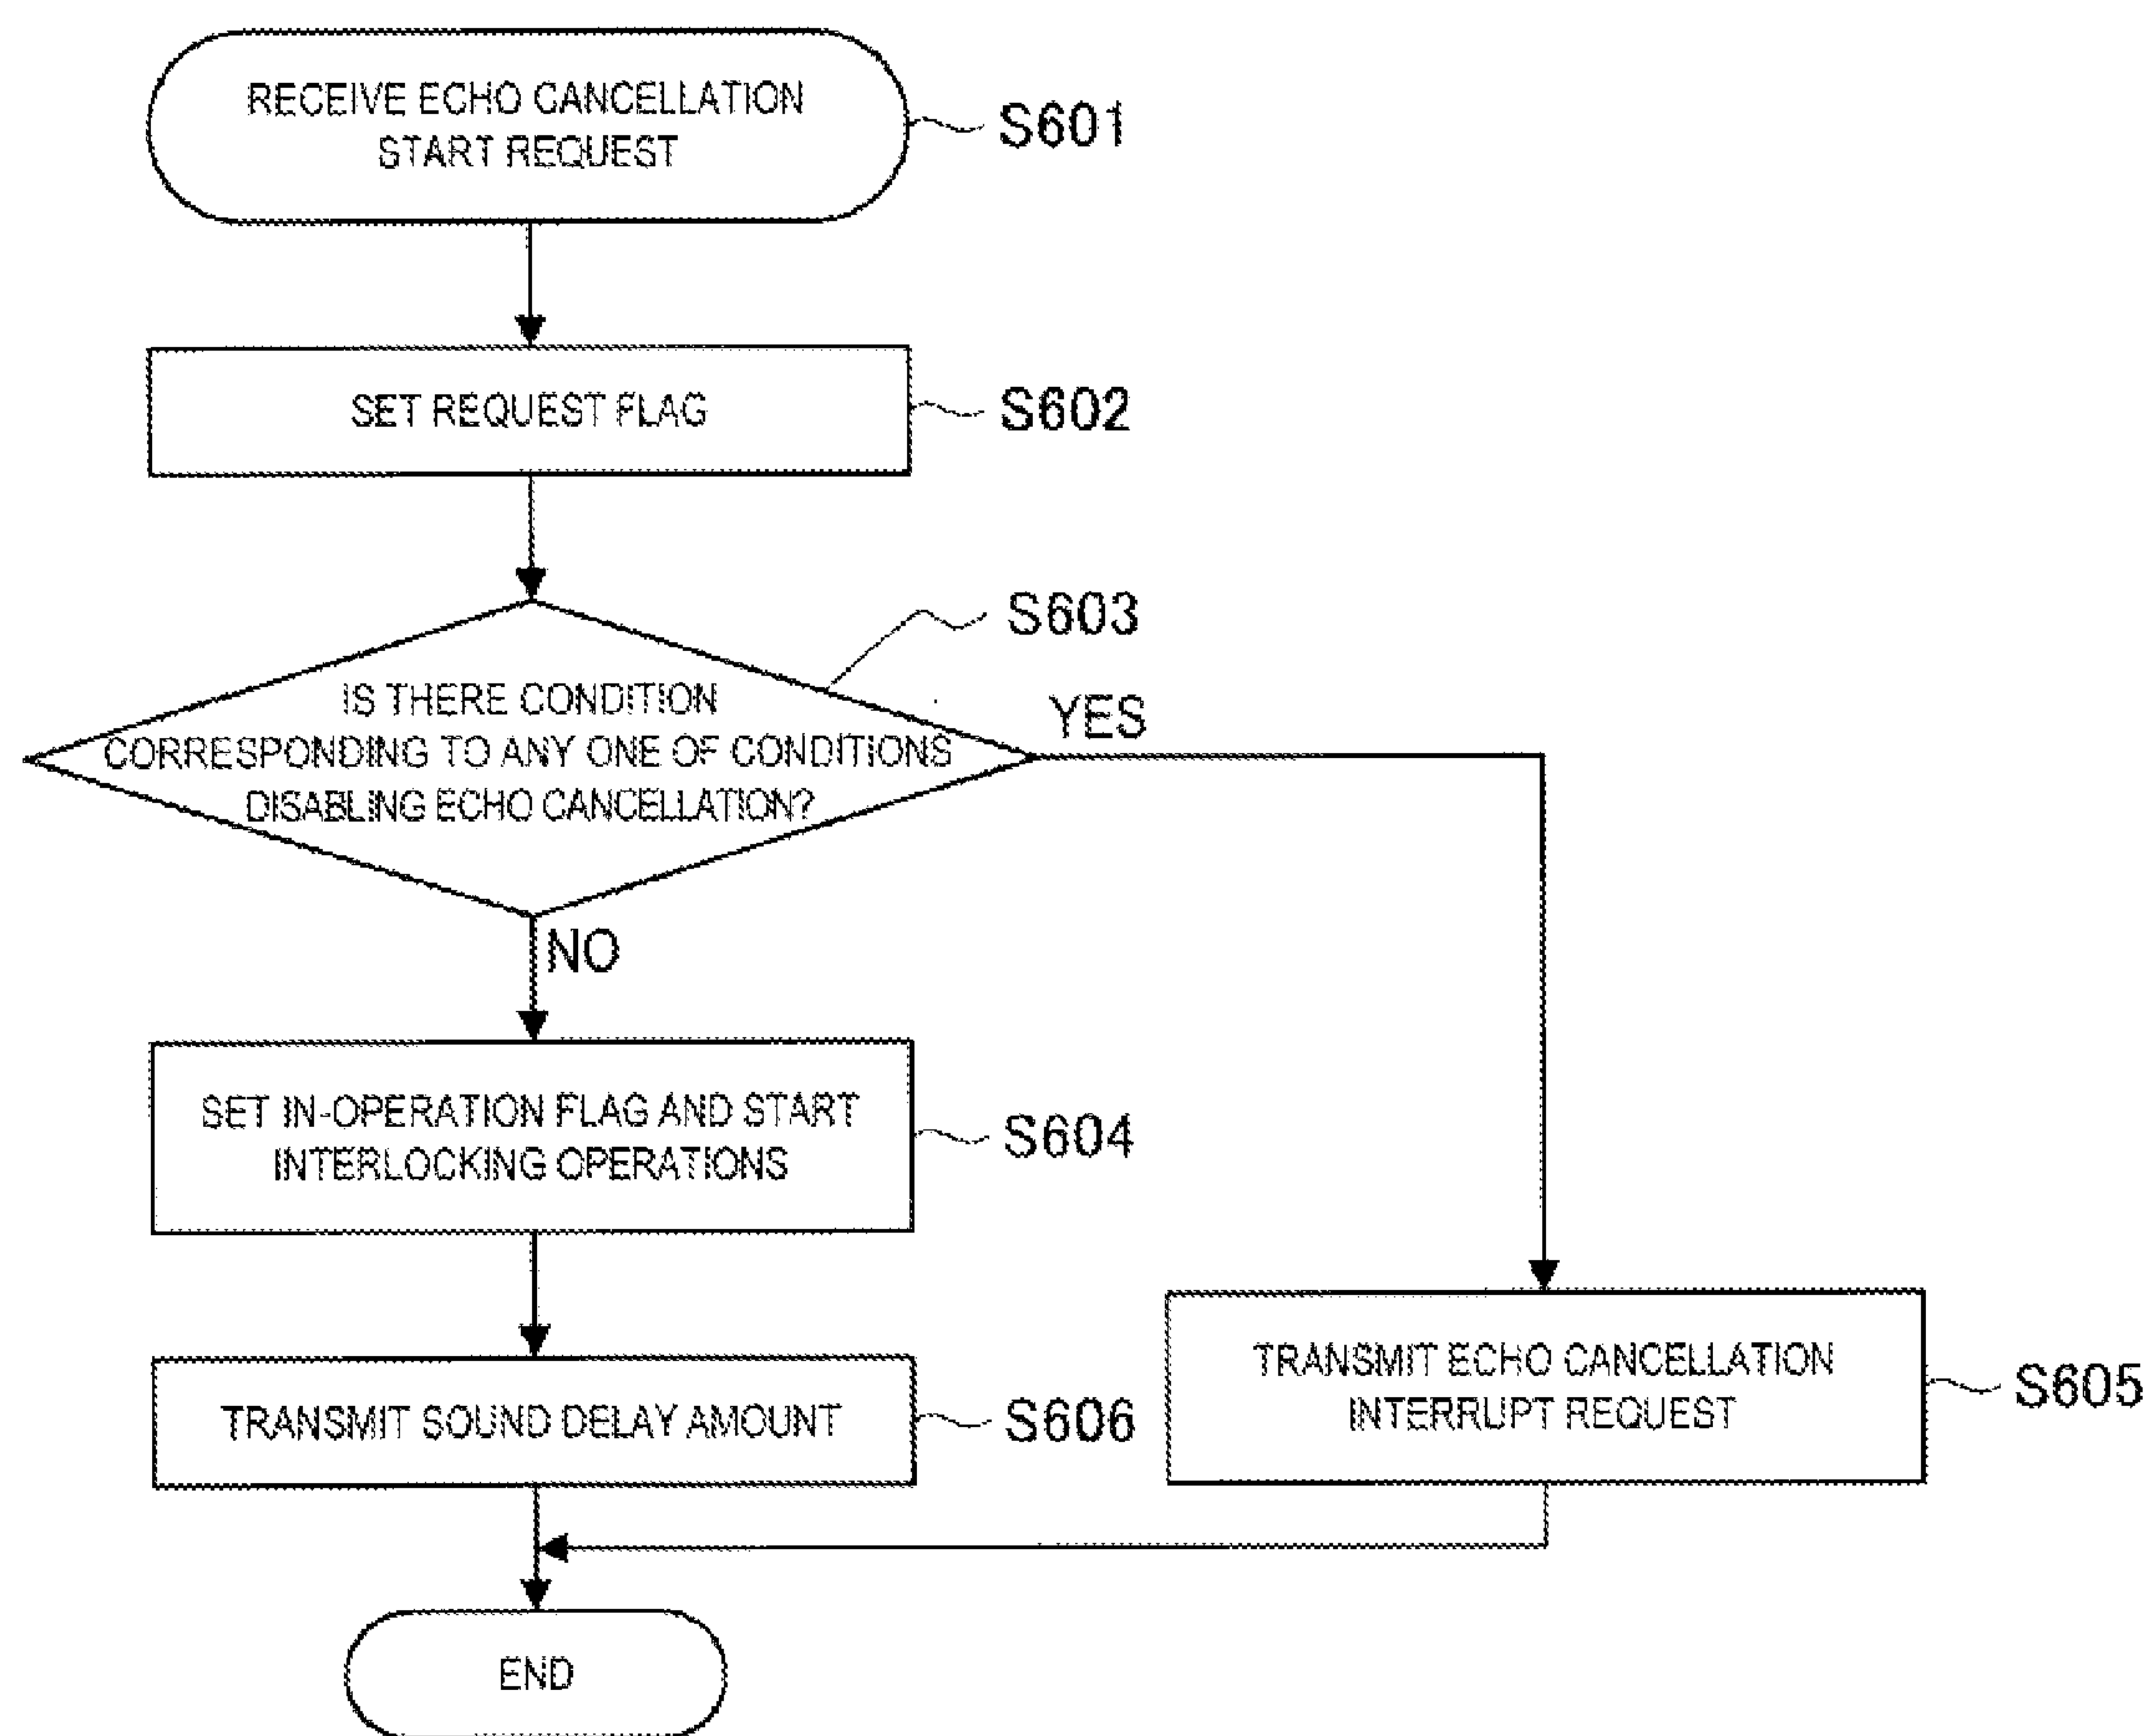 RECEIVE ECHO CANCELLATION
START REQUEST
S601
SET REQUEST FLAG
S602
S603
IS THERE CONDITION
CORRESPONDING TO ANY ONE OF CONDITIONS
DISABLING ECHO CANCELLATION?
YES
NO
SET IN-OPERATION FLAG AND START
INTERLOCKING OPERATIONS
S604
TRANSMIT ECHO CANCELLATION
INTERRUPT REQUEST
S605
TRANSMIT SOUND DELAY AMOUNT
S606
END